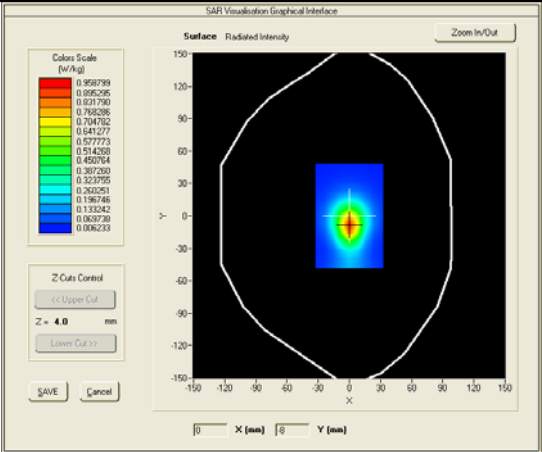 SAR Visualisation Graphical Interface
Surface Radiated Intensity
Zoom In/Out
Colors Scale
(W/kg)
0.958799
0.895295
0.831790
0.768286
0.704782
0.641277
0.577773
0.514268
0.450764
0.387260
0.323755
0.260251
0.196746
0.133242
0.069738
0.006233
Z-Cuts Control
<< Upper Cut
Z = 4.0 mm
Lower Cut >>
SAVE Cancel
150
120
90
60
30
0
-30
-60
-90
-120
-150
Y
-150 -120 -90 -60 -30 0 30 60 90 120 150
X
0 X (mm) -8 Y (mm)